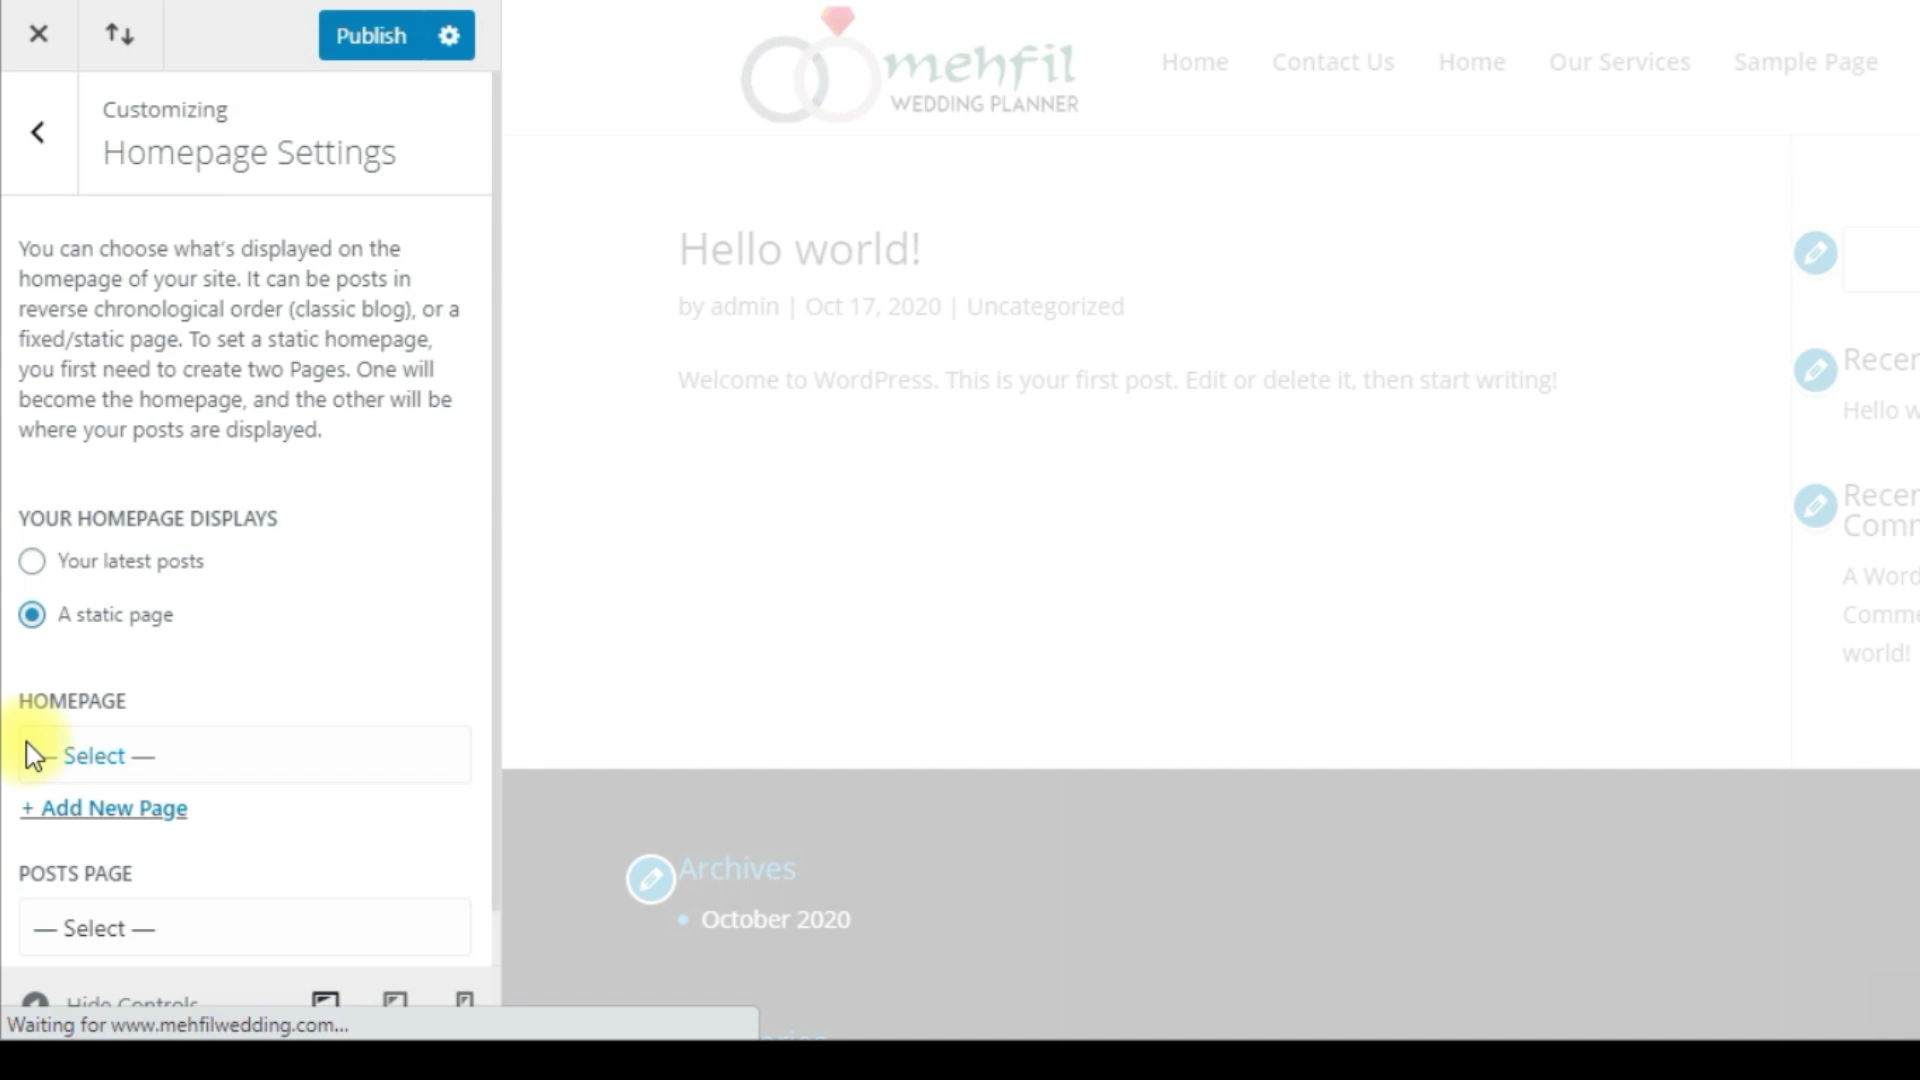 Publish
Customizing
Homepage Settings
You can choose what's displayed on the
homepage of your site. It can be posts in
reverse chronological order (classic blog), or a
fixed/static page. To set a static homepage,
you first need to create two Pages. One will
become the homepage, and the other will be
where your posts are displayed.
YOUR HOMEPAGE DISPLAYS
Your latest posts
A static page
HOMEPAGE
— Select —
+ Add New Page
POSTS PAGE
— Select —
Hide Controls
Waiting for www.mehfilwedding.com...
mehfil
WEDDING PLANNER
Home Contact Us Home Our Services Sample Page
Hello world!
by admin | Oct 17, 2020 | Uncategorized
Welcome to WordPress. This is your first post. Edit or delete it, then start writing!
Hello
world!
Archives
• October 2020